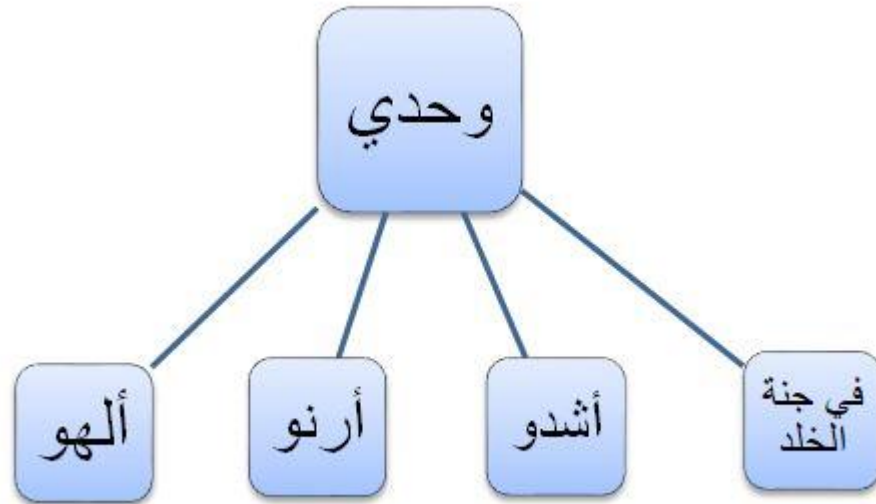 وحدي
في جنة
الخلد
أشدو
أرنو
ألهو